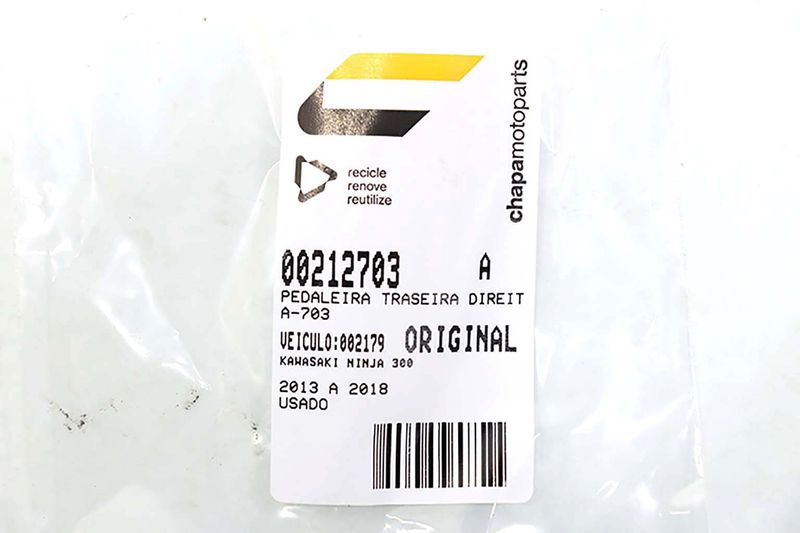 chapamotoparts
recicle
renove
reutilize
00212703 A
PEDALEIRA TRASEIRA DIREIT
A-703
VEICULO:002179 ORIGINAL
KAWASAKI NINJA 300
2013 A 2018
USADO